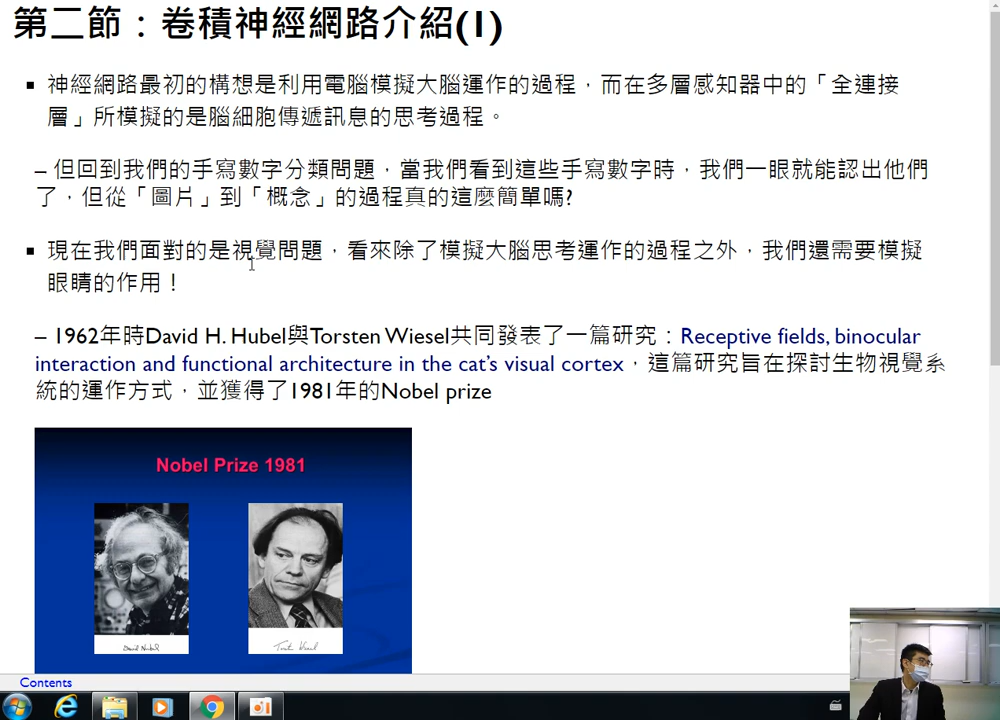 第二節：卷積神經網路介紹(1)
▪ 神經網路最初的構想是利用電腦模擬大腦運作的過程，而在多層感知器中的「全連接
層」所模擬的是腦細胞傳遞訊息的思考過程。
– 但回到我們的手寫數字分類問題，當我們看到這些手寫數字時，我們一眼就能認出他們
了，但從「圖片」到「概念」的過程真的這麼簡單嗎?
▪ 現在我們面對的是視覺問題，看來除了模擬大腦思考運作的過程之外，我們還需要模擬
眼睛的作用！
– 1962年時David H. Hubel與Torsten Wiesel共同發表了一篇研究：Receptive fields, binocular
interaction and functional architecture in the cat’s visual cortex，這篇研究旨在探討生物視覺系
統的運作方式，並獲得了1981年的Nobel prize
Nobel Prize 1981
Contents